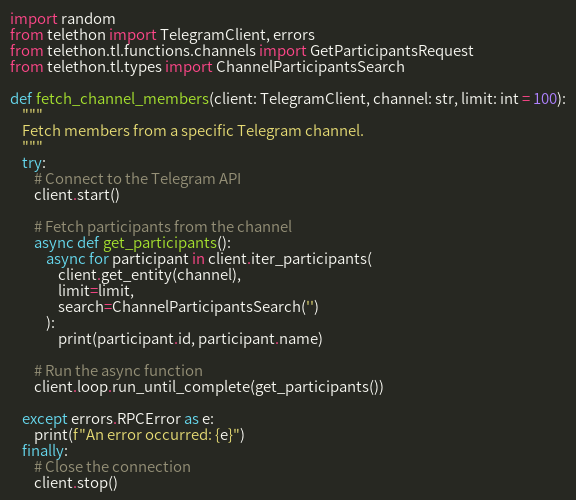 import random
from telethon import TelegramClient, errors
from telethon.tl.functions.channels import GetParticipantsRequest
from telethon.tl.types import ChannelParticipantsSearch

def fetch_channel_members(client: TelegramClient, channel: str, limit: int = 100):
    """
    Fetch members from a specific Telegram channel.
    """
    try:
        # Connect to the Telegram API
        client.start()

        # Fetch participants from the channel
        async def get_participants():
            async for participant in client.iter_participants(
                client.get_entity(channel),
                limit=limit,
                search=ChannelParticipantsSearch('')
            ):
                print(participant.id, participant.name)

        # Run the async function
        client.loop.run_until_complete(get_participants())

    except errors.RPCError as e:
        print(f"An error occurred: {e}")
    finally:
        # Close the connection
        client.stop()